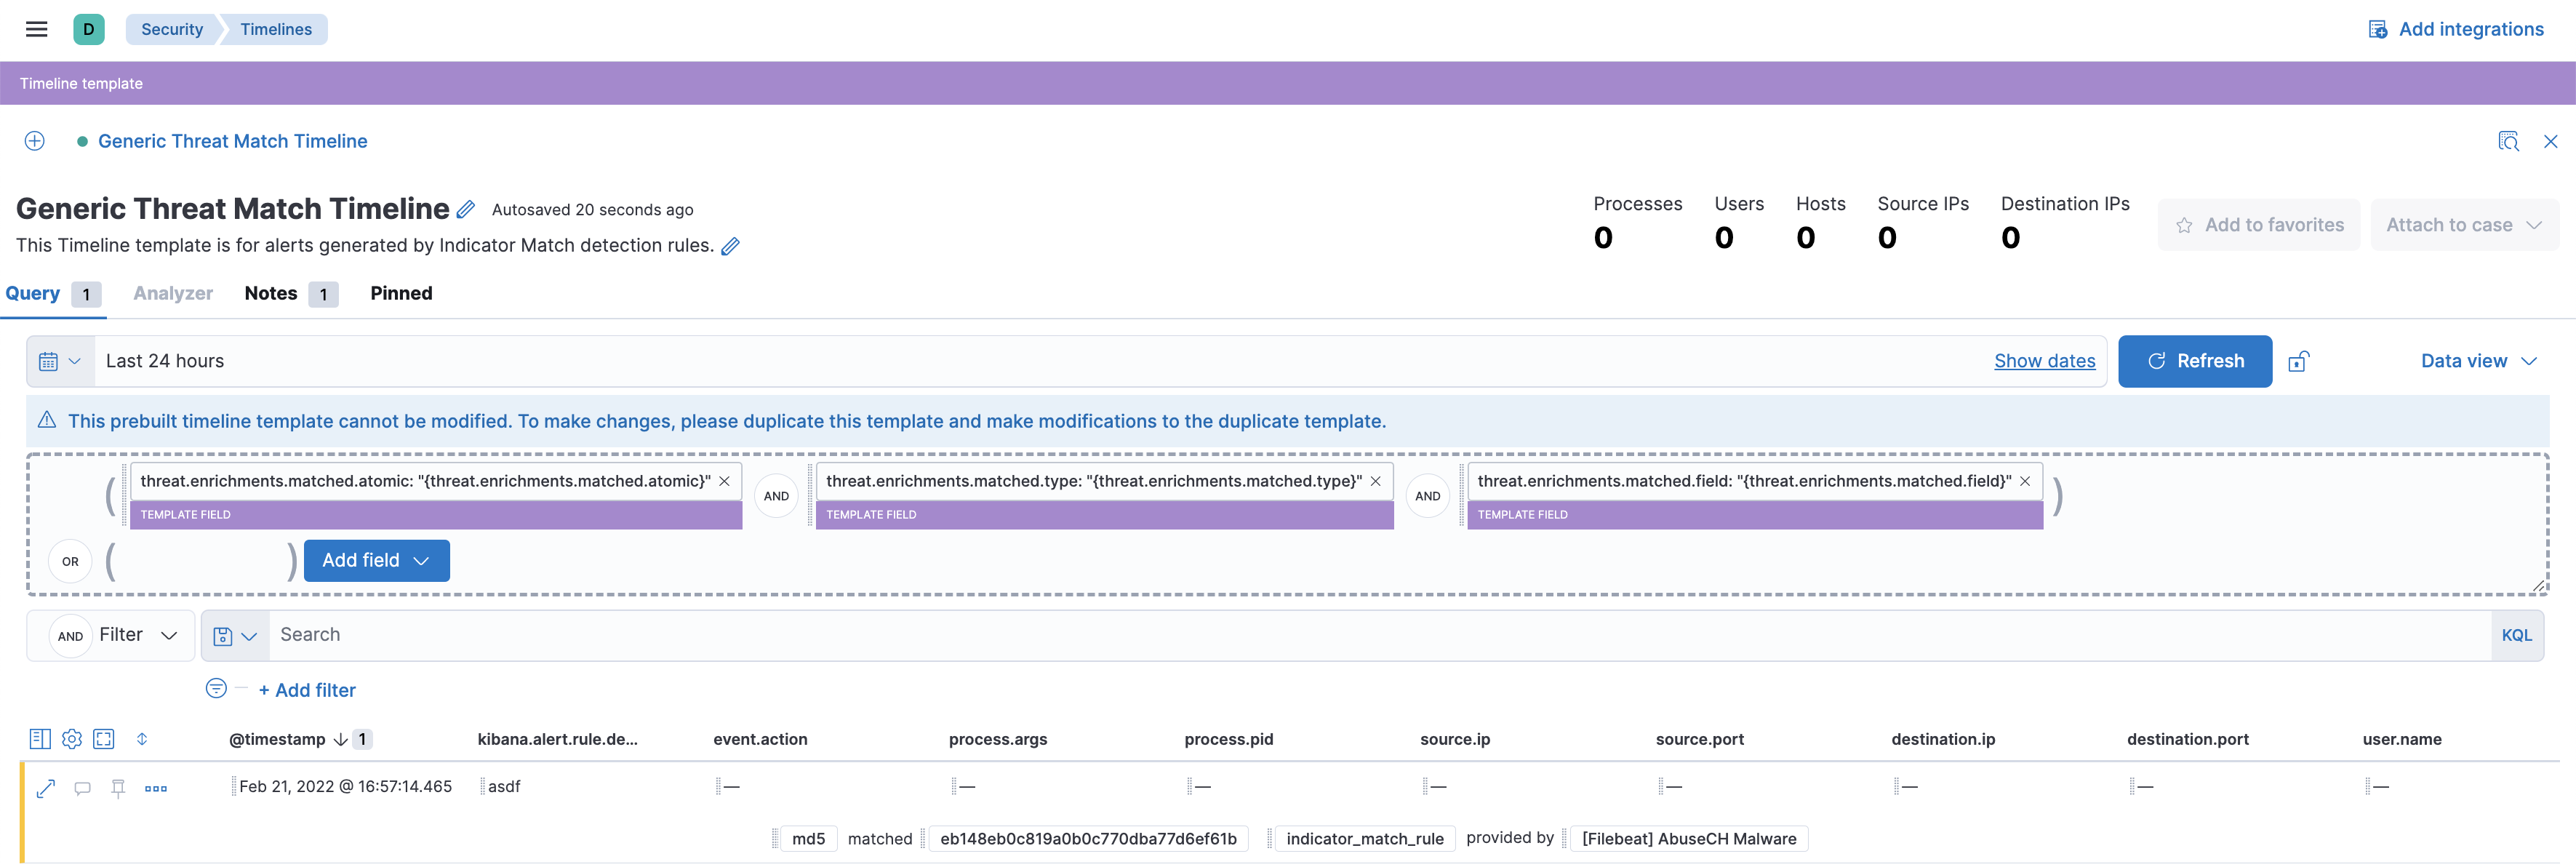 D Security Timelines Add integrations
Timeline template
Generic Threat Match Timeline
Generic Threat Match Timeline Autosaved 20 seconds ago
This Timeline template is for alerts generated by Indicator Match detection rules.
Processes Users Hosts Source IPs Destination IPs
0 0 0 0 0
Add to favorites Attach to case
Query 1 Analyzer Notes 1 Pinned
Last 24 hours Show dates Refresh Data view
This prebuilt timeline template cannot be modified. To make changes, please duplicate this template and make modifications to the duplicate template.
( threat.enrichments.matched.atomic: "{threat.enrichments.matched.atomic}" AND threat.enrichments.matched.type: "{threat.enrichments.matched.type}" AND threat.enrichments.matched.field: "{threat.enrichments.matched.field}" )
TEMPLATE FIELD TEMPLATE FIELD TEMPLATE FIELD
OR ( ) Add field
AND Filter Search KQL
+ Add filter
@timestamp 1 kibana.alert.rule.de... event.action process.args process.pid source.ip source.port destination.ip destination.port user.name
Feb 21, 2022 @ 16:57:14.465 asdf — — — — — — — —
md5 matched eb148eb0c819a0b0c770dba77d6ef61b indicator_match_rule provided by [Filebeat] AbuseCH Malware